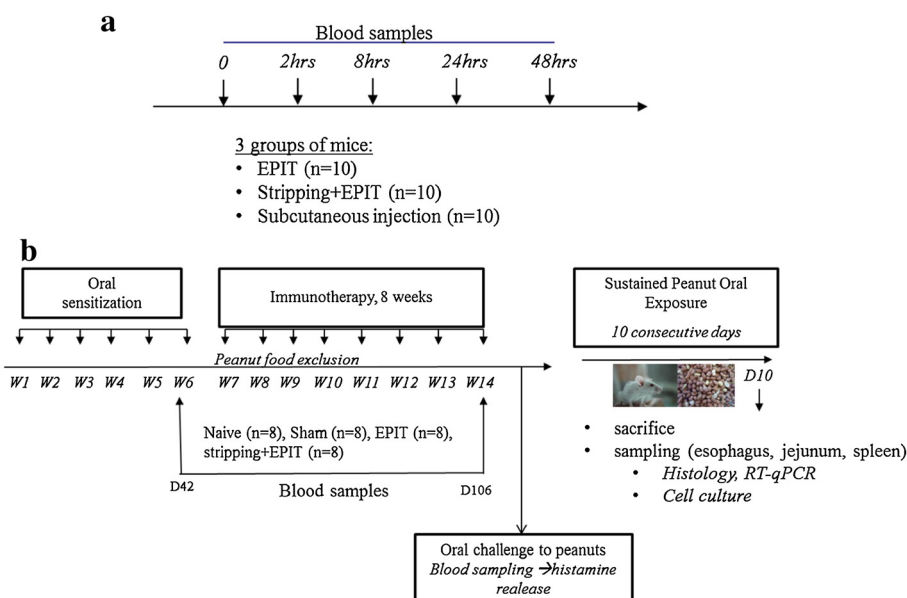 a
Blood samples
0 2hrs 8hrs 24hrs 48hrs
3 groups of mice:
• EPIT (n=10)
• Stripping+EPIT (n=10)
• Subcutaneous injection (n=10)
b
Oral
sensitization
Immunotherapy, 8 weeks
Sustained Peanut Oral
Exposure
10 consecutive days
Peanut food exclusion
W1 W2 W3 W4 W5 W6 W7 W8 W9 W10 W11 W12 W13 W14
D10
Naive (n=8), Sham (n=8), EPIT (n=8),
stripping+EPIT (n=8)
D42
Blood samples
D106
• sacrifice
• sampling (esophagus, jejunum, spleen)
• Histology, RT-qPCR
• Cell culture
Oral challenge to peanuts
Blood sampling →histamine
realease